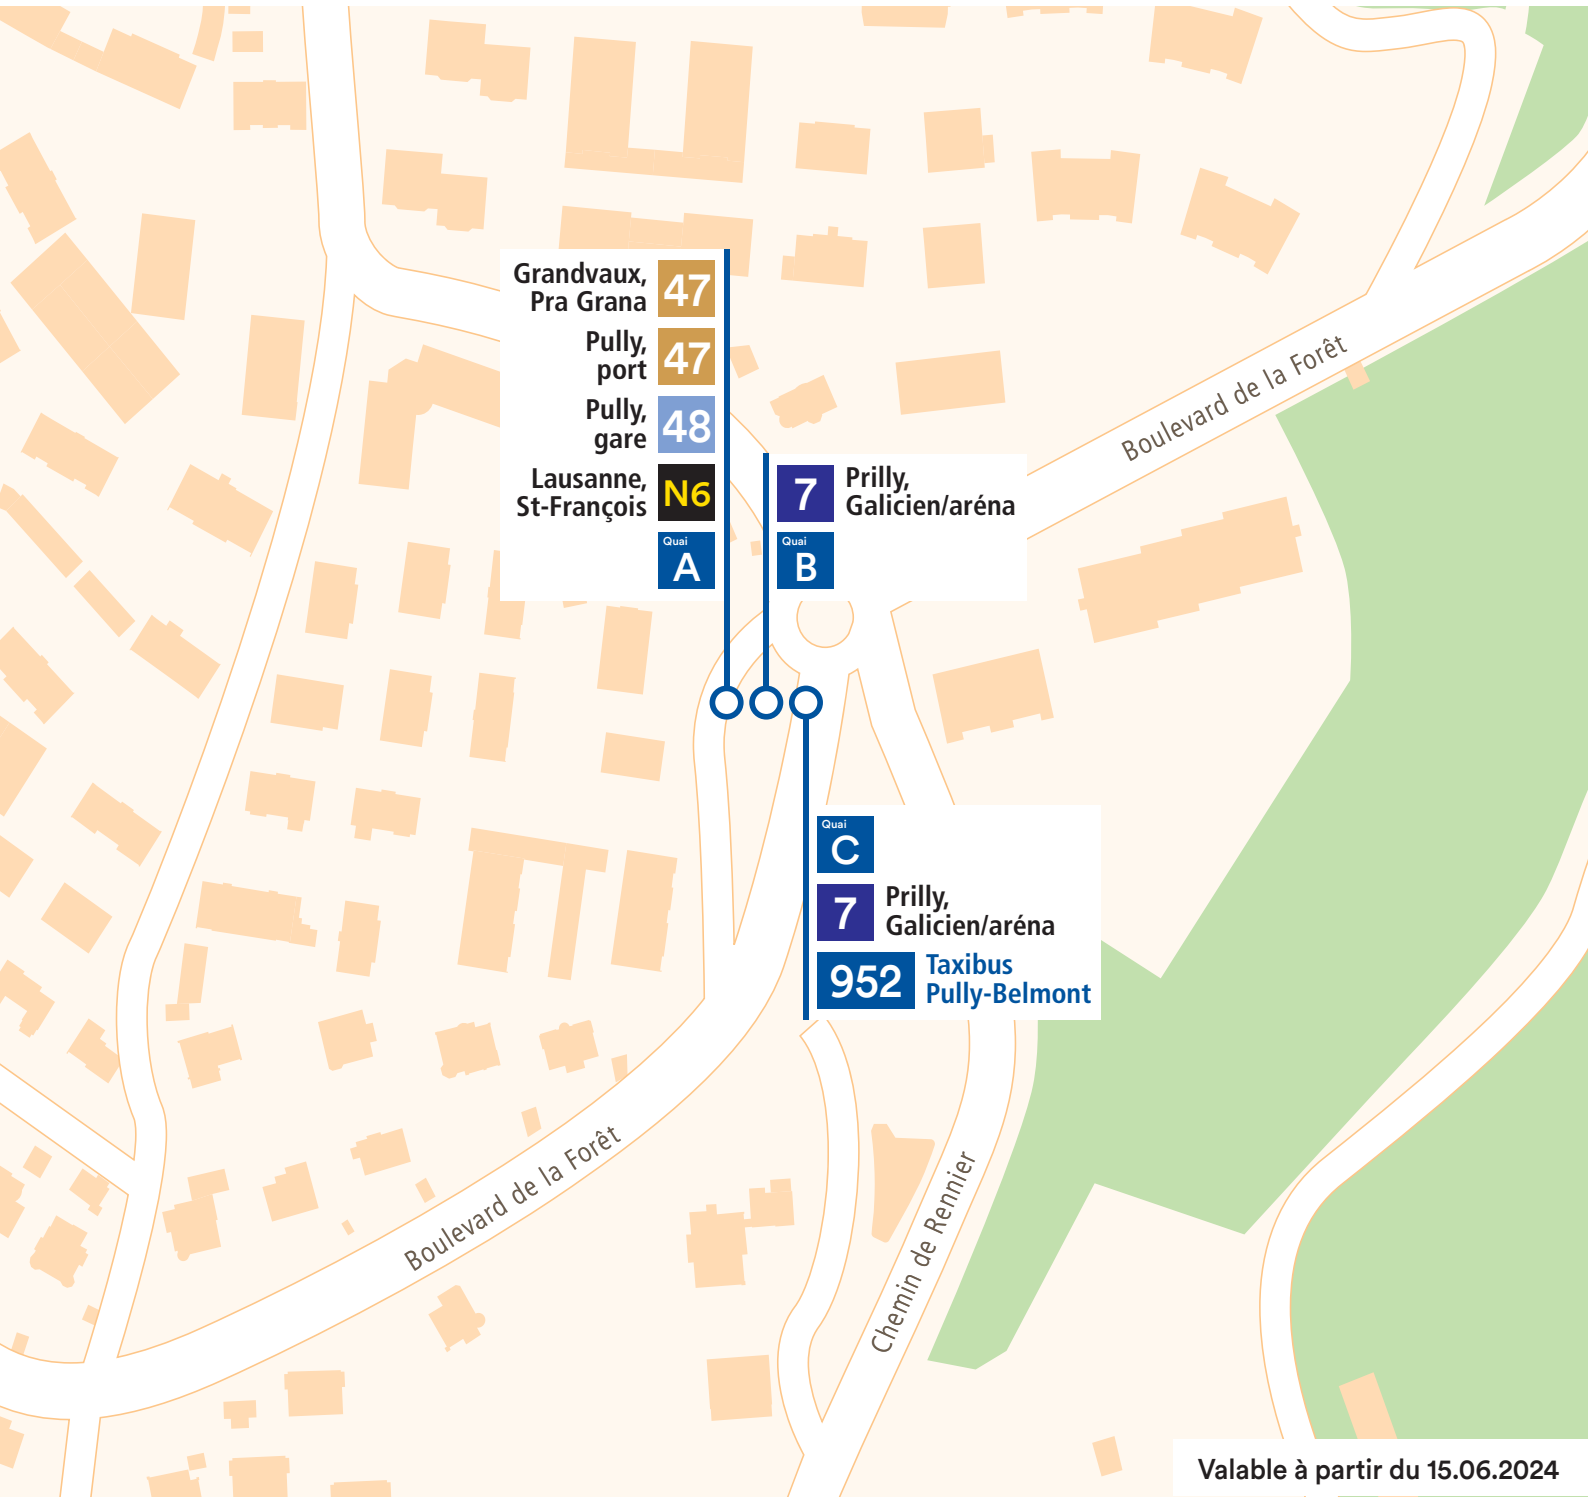 Grandvaux,
Pra Grana
47
Pully,
port
47
Pully,
gare
48
Lausanne,
St-François
N6
Quai
A
7
Prilly,
Galicien/aréna
Quai
B
Quai
C
7
Prilly,
Galicien/aréna
952
Taxibus
Pully-Belmont
Boulevard de la Forêt
Boulevard de la Forêt
Chemin de Rennier
Valable à partir du 15.06.2024